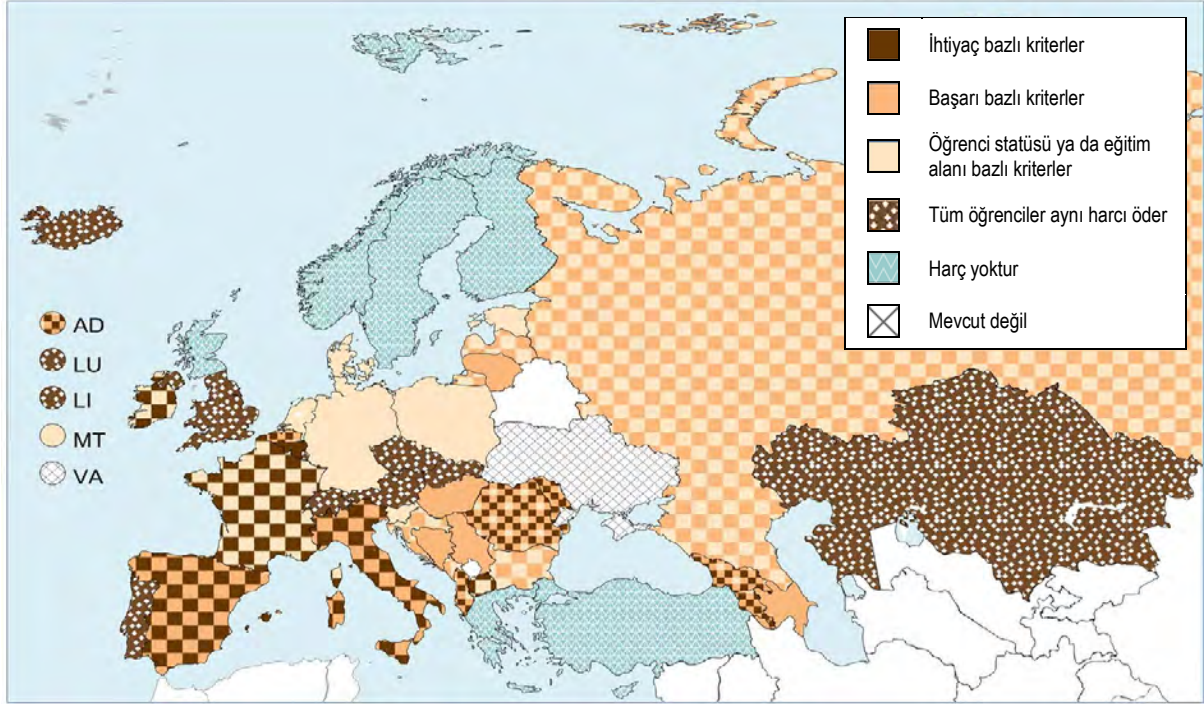 İhtiyaç bazlı kriterler
Başarı bazlı kriterler
Öğrenci statüsü ya da eğitim
alanı bazlı kriterler
Tüm öğrenciler aynı harcı öder
Harç yoktur
Mevcut değil
AD
LU
LI
MT
VA